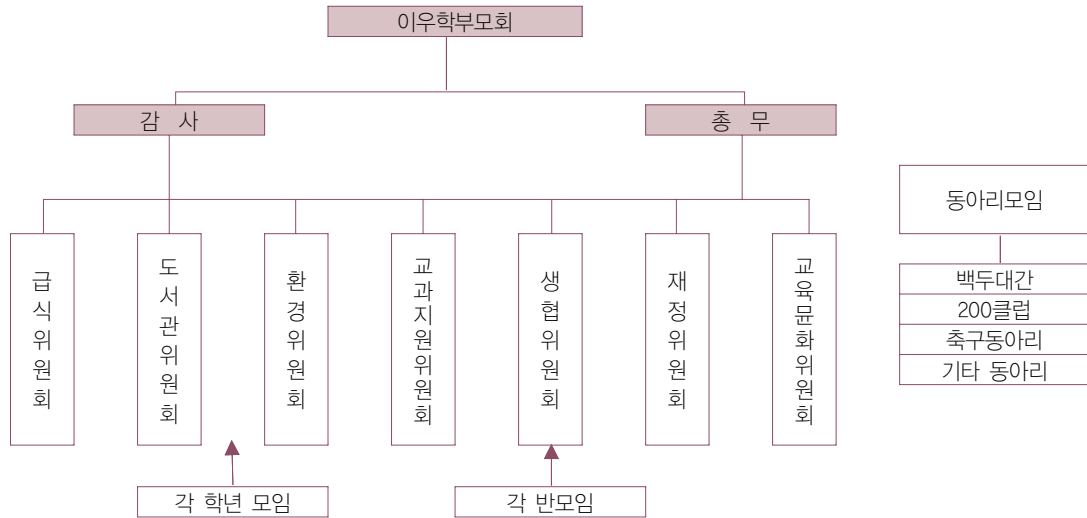 이우학부모회
감 사
총 무
동아리모임
급식위원회
도서관위원회
환경위원회
교과지원위원회
생협위원회
재정위원회
교육문화위원회
백두대간
200클럽
축구동아리
기타 동아리
각 학년 모임
각 반모임